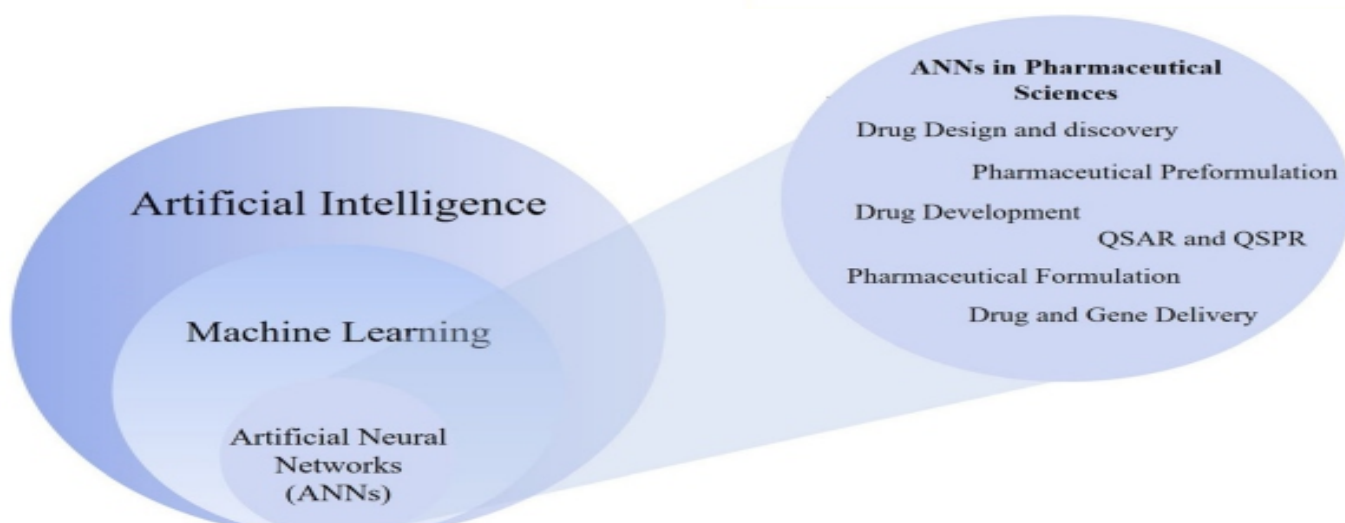 Artificial Intelligence
Machine Learning
Artificial Neural
Networks
(ANNs)
ANNs in Pharmaceutical
Sciences
Drug Design and discovery
Pharmaceutical Preformulation
Drug Development
QSAR and QSPR
Pharmaceutical Formulation
Drug and Gene Delivery